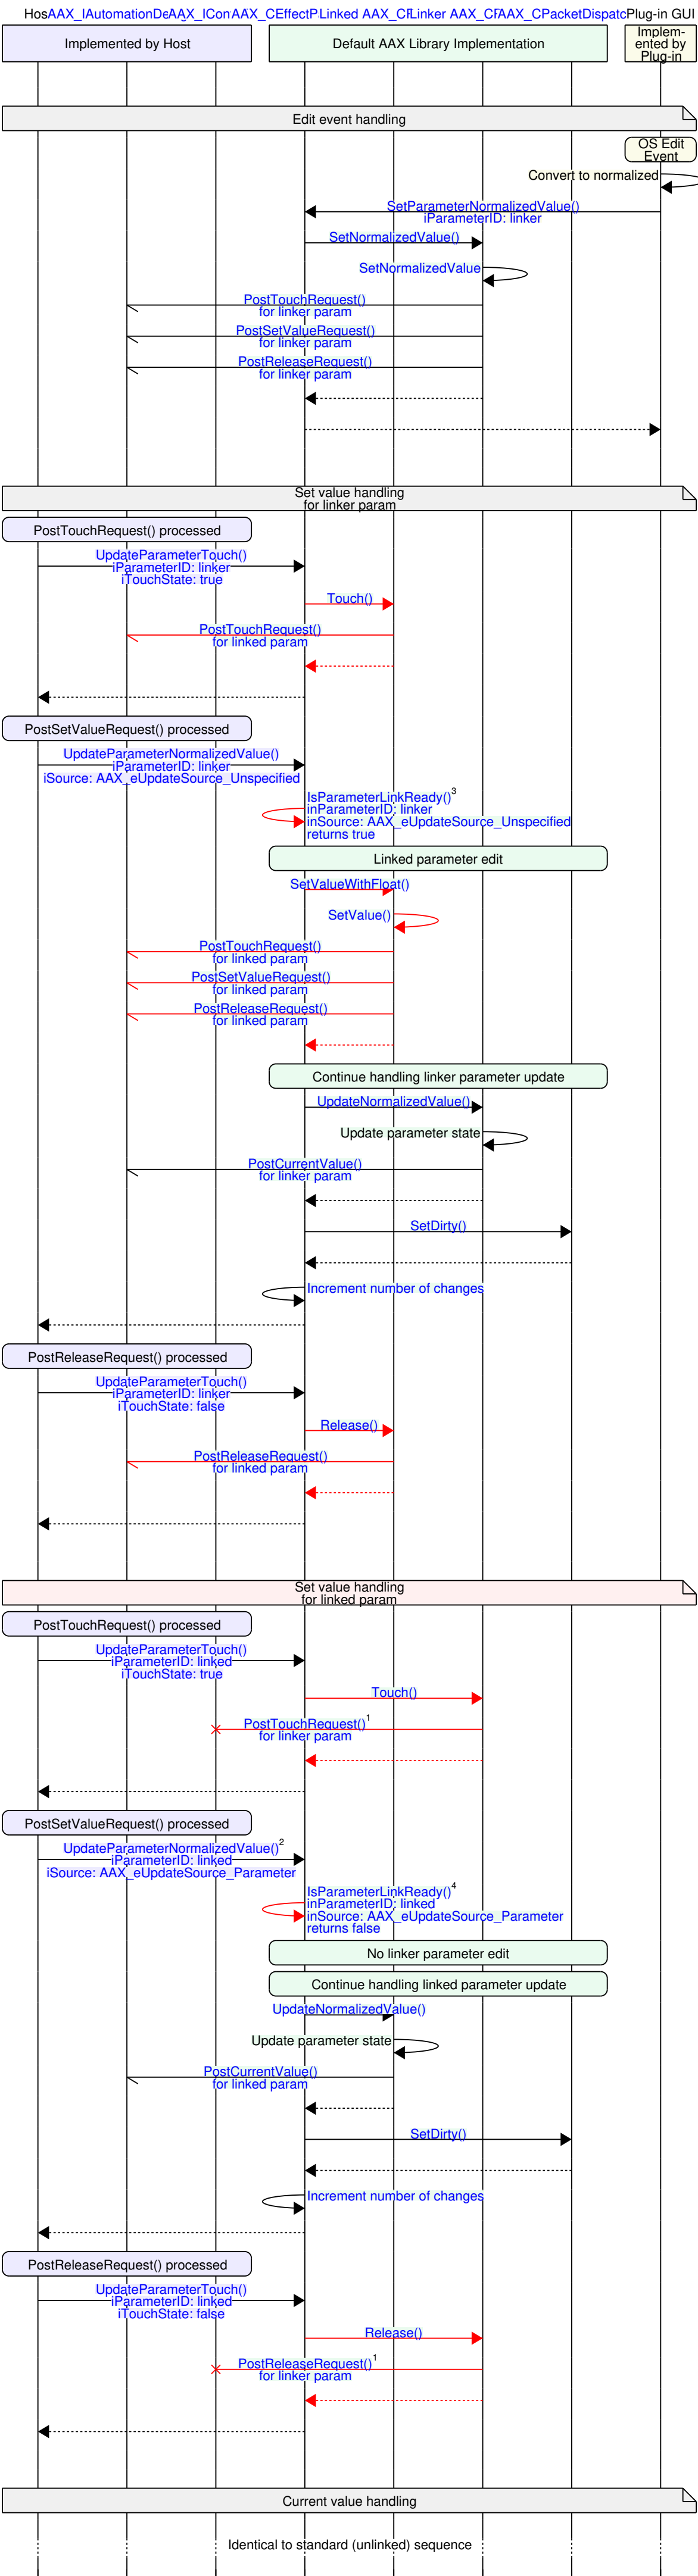 Hos AAX_IAutomationDe AAX_ICon AAX_CEffectP Linked AAX_CP Linker AAX_CP AAX_CPacketDispatc Plug-in GUI
Implemented by Host
Default AAX Library Implementation
Implem-
ented by
Plug-in
Edit event handling
OS Edit
Event
Convert to normalized
SetParameterNormalizedValue()
iParameterID: linker
SetNormalizedValue()
SetNormalizedValue
PostTouchRequest()
for linker param
PostSetValueRequest()
for linker param
PostReleaseRequest()
for linker param
Set value handling
for linker param
PostTouchRequest() processed
UpdateParameterTouch()
iParameterID: linker
iTouchState: true
Touch()
PostTouchRequest()
for linked param
PostSetValueRequest() processed
UpdateParameterNormalizedValue()
iParameterID: linker
iSource: AAX_eUpdateSource_Unspecified
IsParameterLinkReady()3
inParameterID: linker
inSource: AAX_eUpdateSource_Unspecified
returns true
Linked parameter edit
SetValueWithFloat()
SetValue()
PostTouchRequest()
for linked param
PostSetValueRequest()
for linked param
PostReleaseRequest()
for linked param
Continue handling linker parameter update
UpdateNormalizedValue()
Update parameter state
PostCurrentValue()
for linker param
SetDirty()
Increment number of changes
PostReleaseRequest() processed
UpdateParameterTouch()
iParameterID: linker
iTouchState: false
Release()
PostReleaseRequest()
for linked param
Set value handling
for linked param
PostTouchRequest() processed
UpdateParameterTouch()
iParameterID: linked
iTouchState: true
Touch()
PostTouchRequest()1
for linker param
PostSetValueRequest() processed
UpdateParameterNormalizedValue()2
iParameterID: linked
iSource: AAX_eUpdateSource_Parameter
IsParameterLinkReady()4
inParameterID: linked
inSource: AAX_eUpdateSource_Parameter
returns false
No linker parameter edit
Continue handling linked parameter update
UpdateNormalizedValue()
Update parameter state
PostCurrentValue()
for linked param
SetDirty()
Increment number of changes
PostReleaseRequest() processed
UpdateParameterTouch()
iParameterID: linked
iTouchState: false
Release()
PostReleaseRequest()1
for linker param
Current value handling
Identical to standard (unlinked) sequence